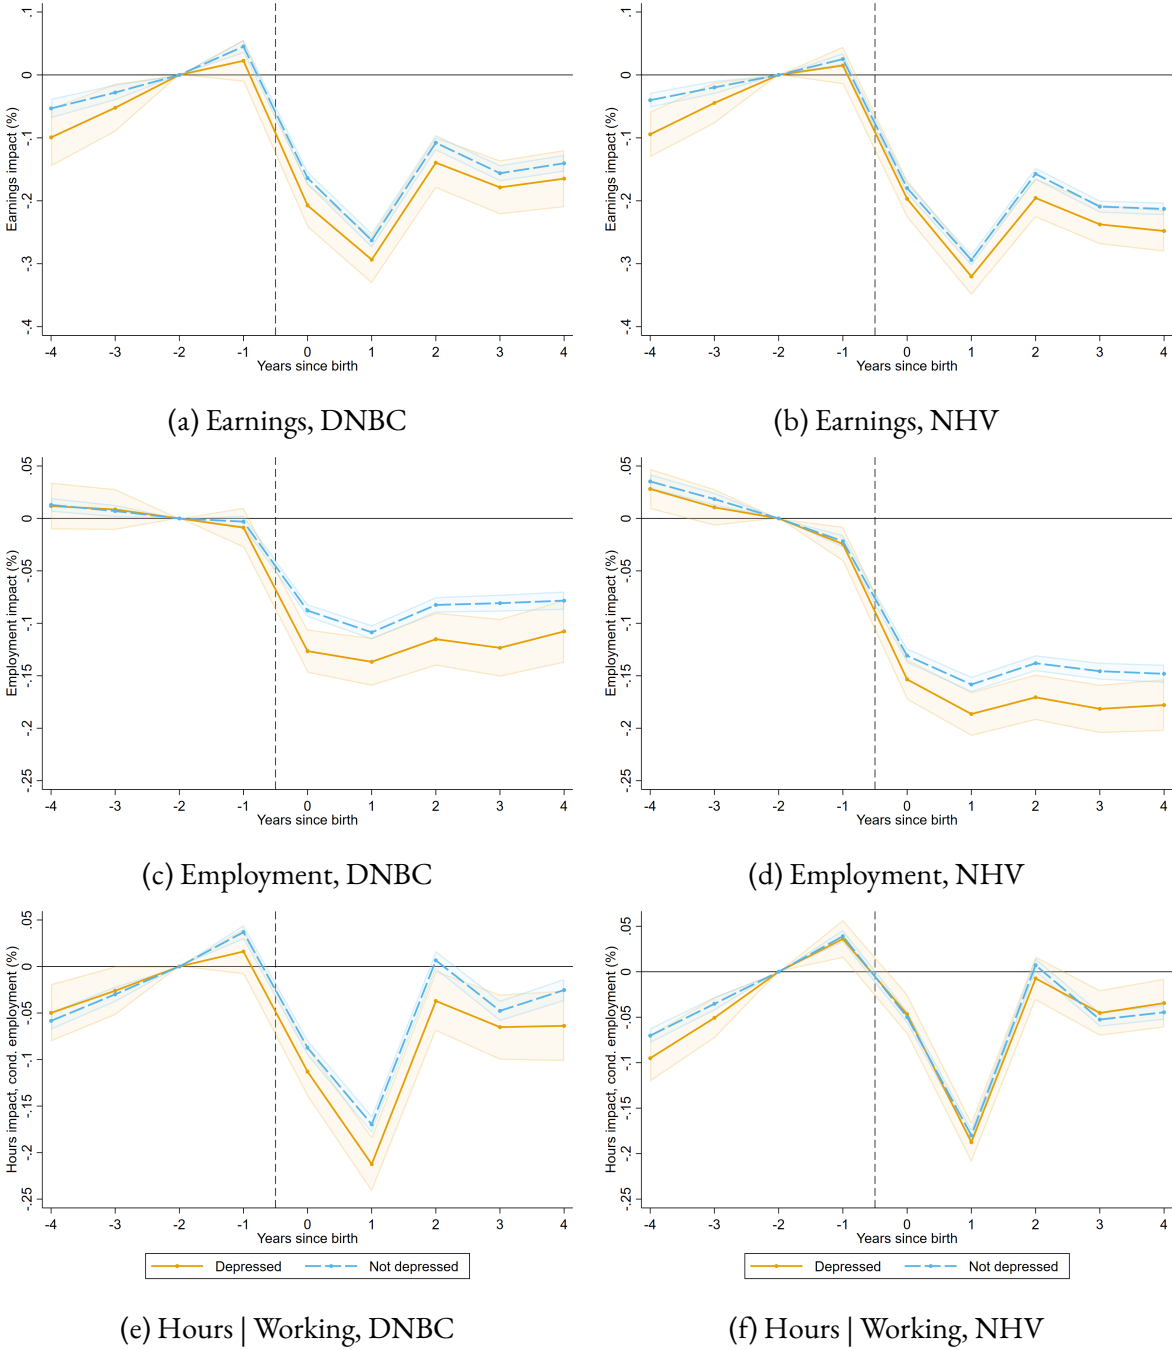 .1
0
-.1
-.2
-.3
-.4
Earnings impact (%)
-4 -3 -2 -1 0 1 2 3 4
Years since birth
(a) Earnings, DNBC
.1
0
-.1
-.2
-.3
-.4
Earnings impact (%)
-4 -3 -2 -1 0 1 2 3 4
Years since birth
(b) Earnings, NHV
.05
0
-.05
-.1
-.15
-.2
-.25
Employment impact (%)
-4 -3 -2 -1 0 1 2 3 4
Years since birth
(c) Employment, DNBC
.05
0
-.05
-.1
-.15
-.2
-.25
Employment impact (%)
-4 -3 -2 -1 0 1 2 3 4
Years since birth
(d) Employment, NHV
.05
0
-.05
-.1
-.15
-.2
-.25
Hours impact, cond. employment (%)
-4 -3 -2 -1 0 1 2 3 4
Years since birth
Depressed Not depressed
(e) Hours | Working, DNBC
.05
0
-.05
-.1
-.15
-.2
-.25
Hours impact, cond. employment (%)
-4 -3 -2 -1 0 1 2 3 4
Years since birth
Depressed Not depressed
(f) Hours | Working, NHV